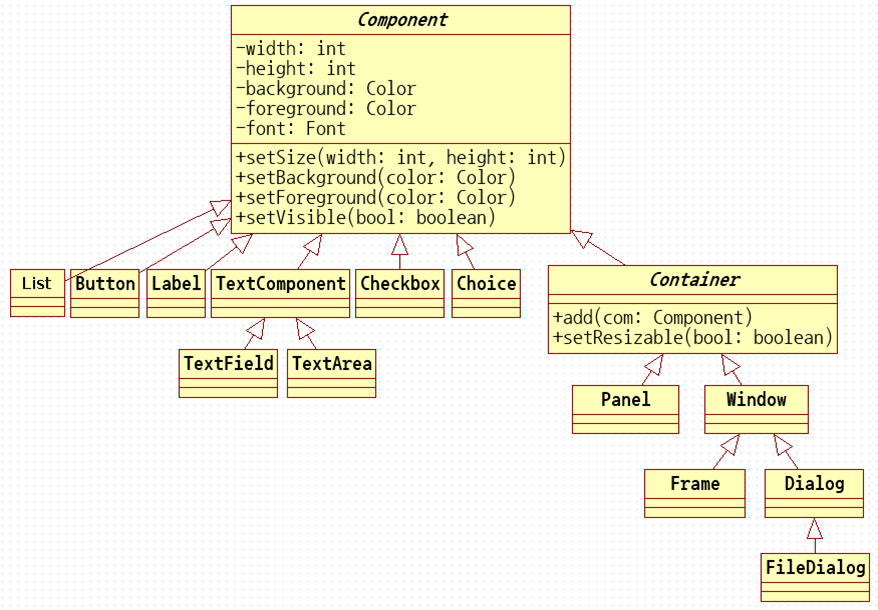 Component
-width: int
-height: int
-background: Color
-foreground: Color
-font: Font
+setSize(width: int, height: int)
+setBackground(color: Color)
+setForeground(color: Color)
+setVisible(bool: boolean)
List
Button
Label
TextComponent
Checkbox
Choice
Container
+add(com: Component)
+setResizable(bool: boolean)
TextField
TextArea
Panel
Window
Frame
Dialog
FileDialog